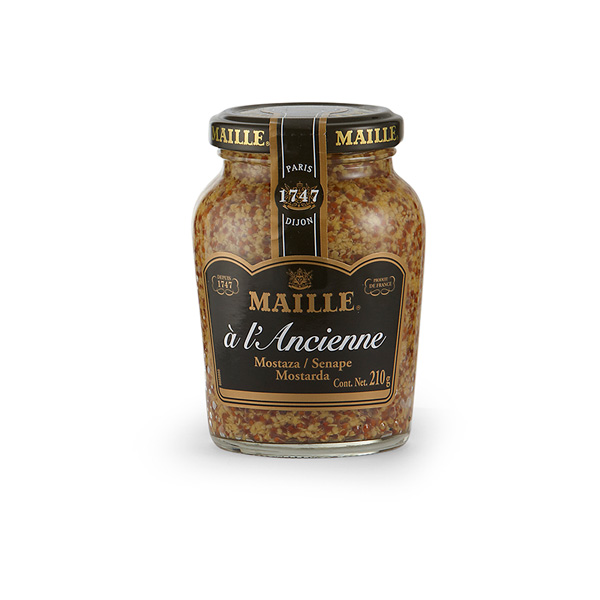 MAILLE®
MAILLE
PARIS
1747
DIJON
DEPUIS
1747
PRODUIT
DE FRANCE
MAILLE®
à l'Ancienne
Mostaza / Senape
Mostarda
Cont. Net. 210g